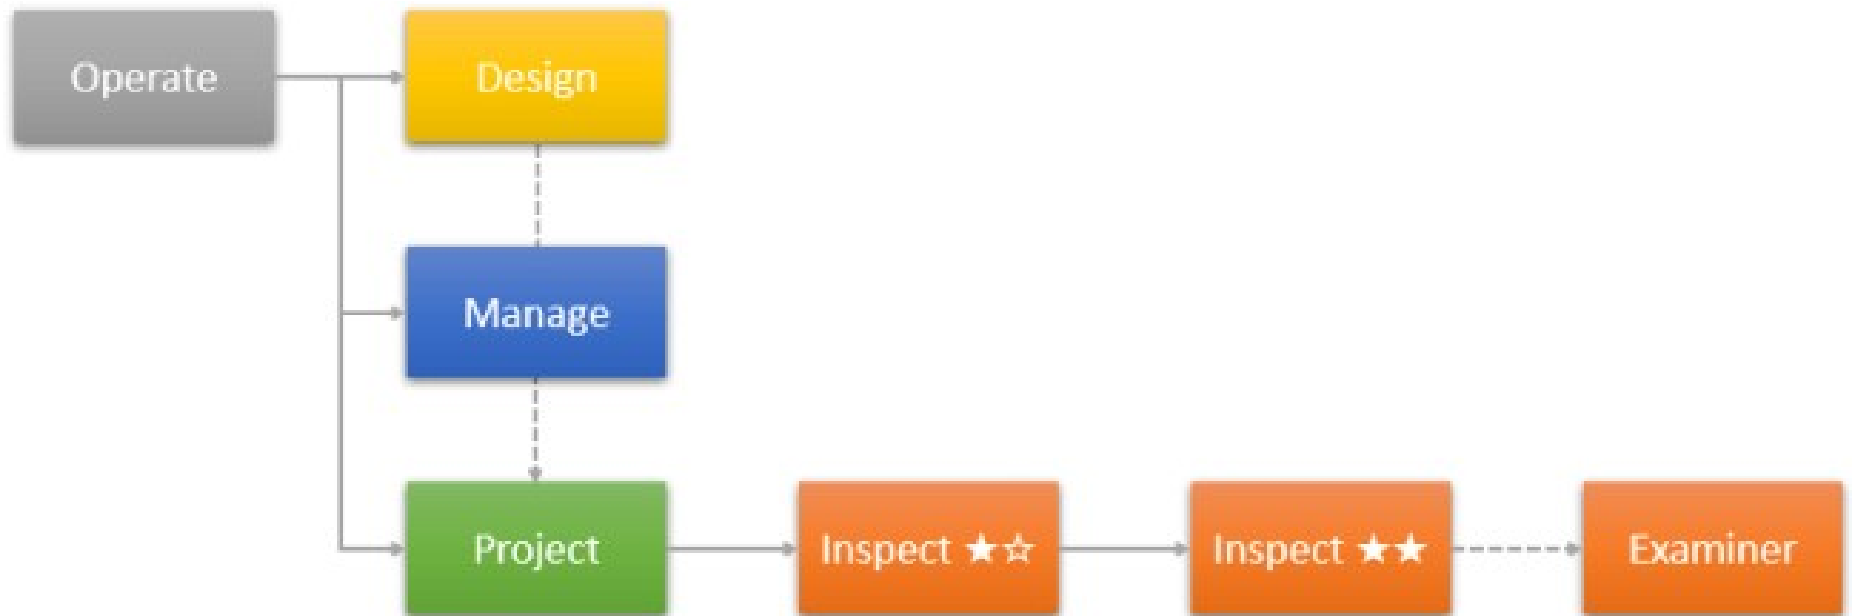 Operate
Design
Manage
Project
Inspect ★☆
Inspect ★★
Examiner